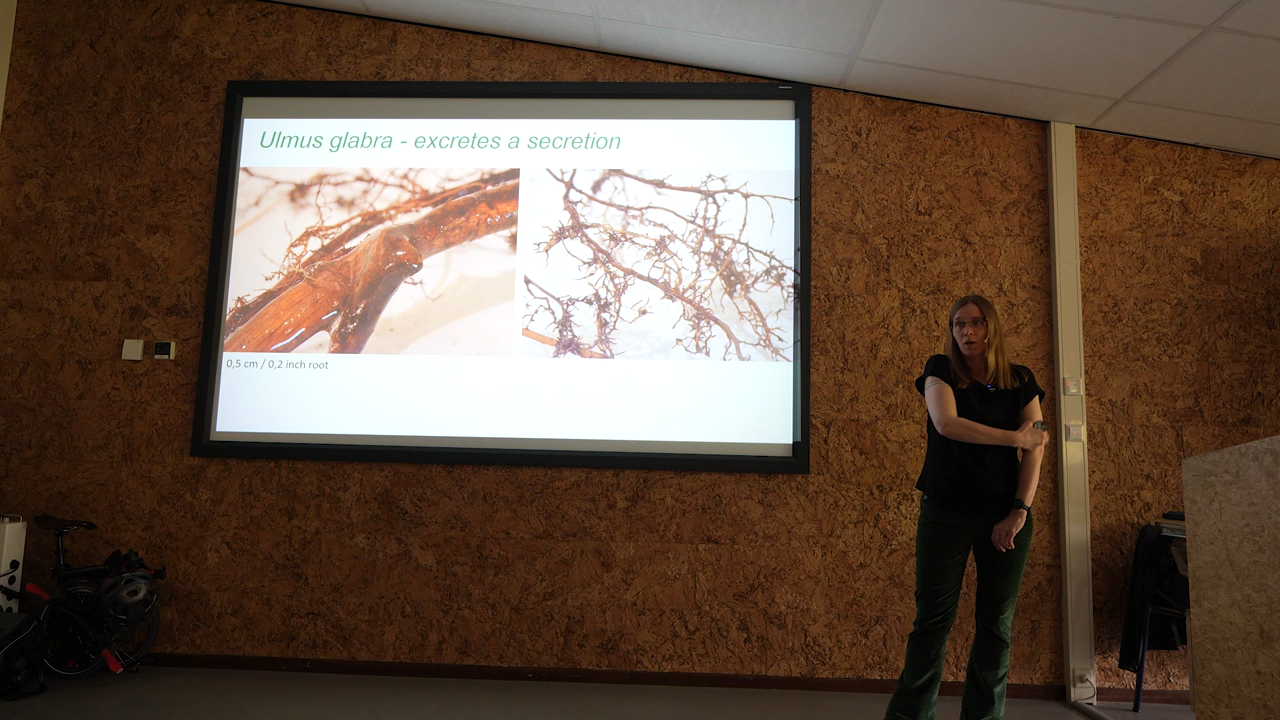 Ulmus glabra - excretes a secretion
0,5 cm / 0,2 inch root